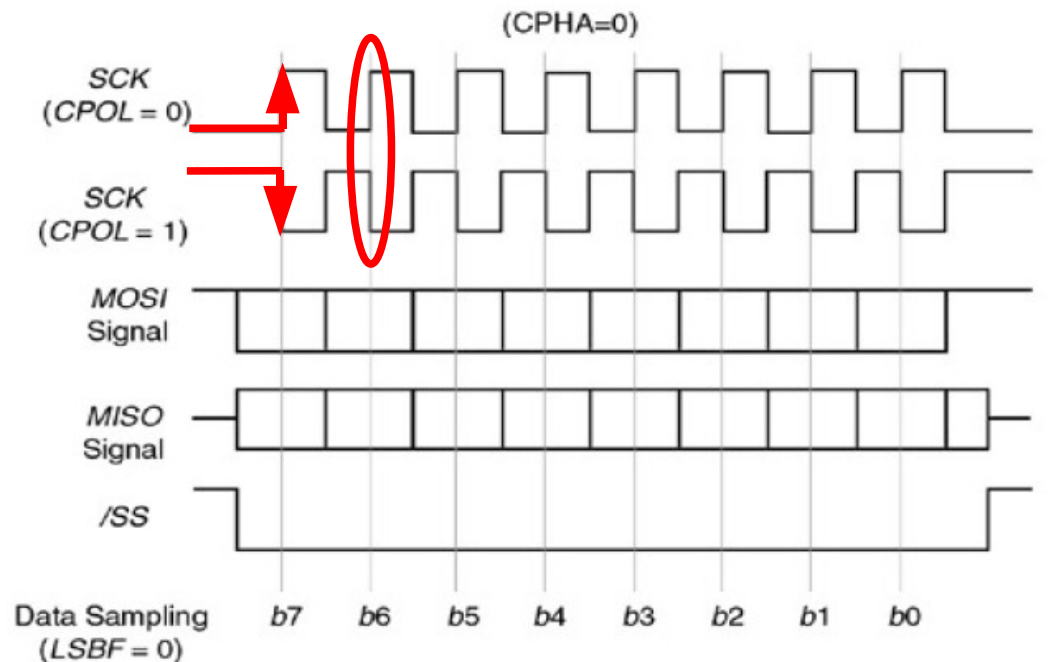 (CPHA=0)
SCK
(CPOL = 0)
SCK
(CPOL = 1)
MOSI
Signal
MISO
Signal
/SS
Data Sampling b7 b6 b5 b4 b3 b2 b1 b0
(LSBF = 0)